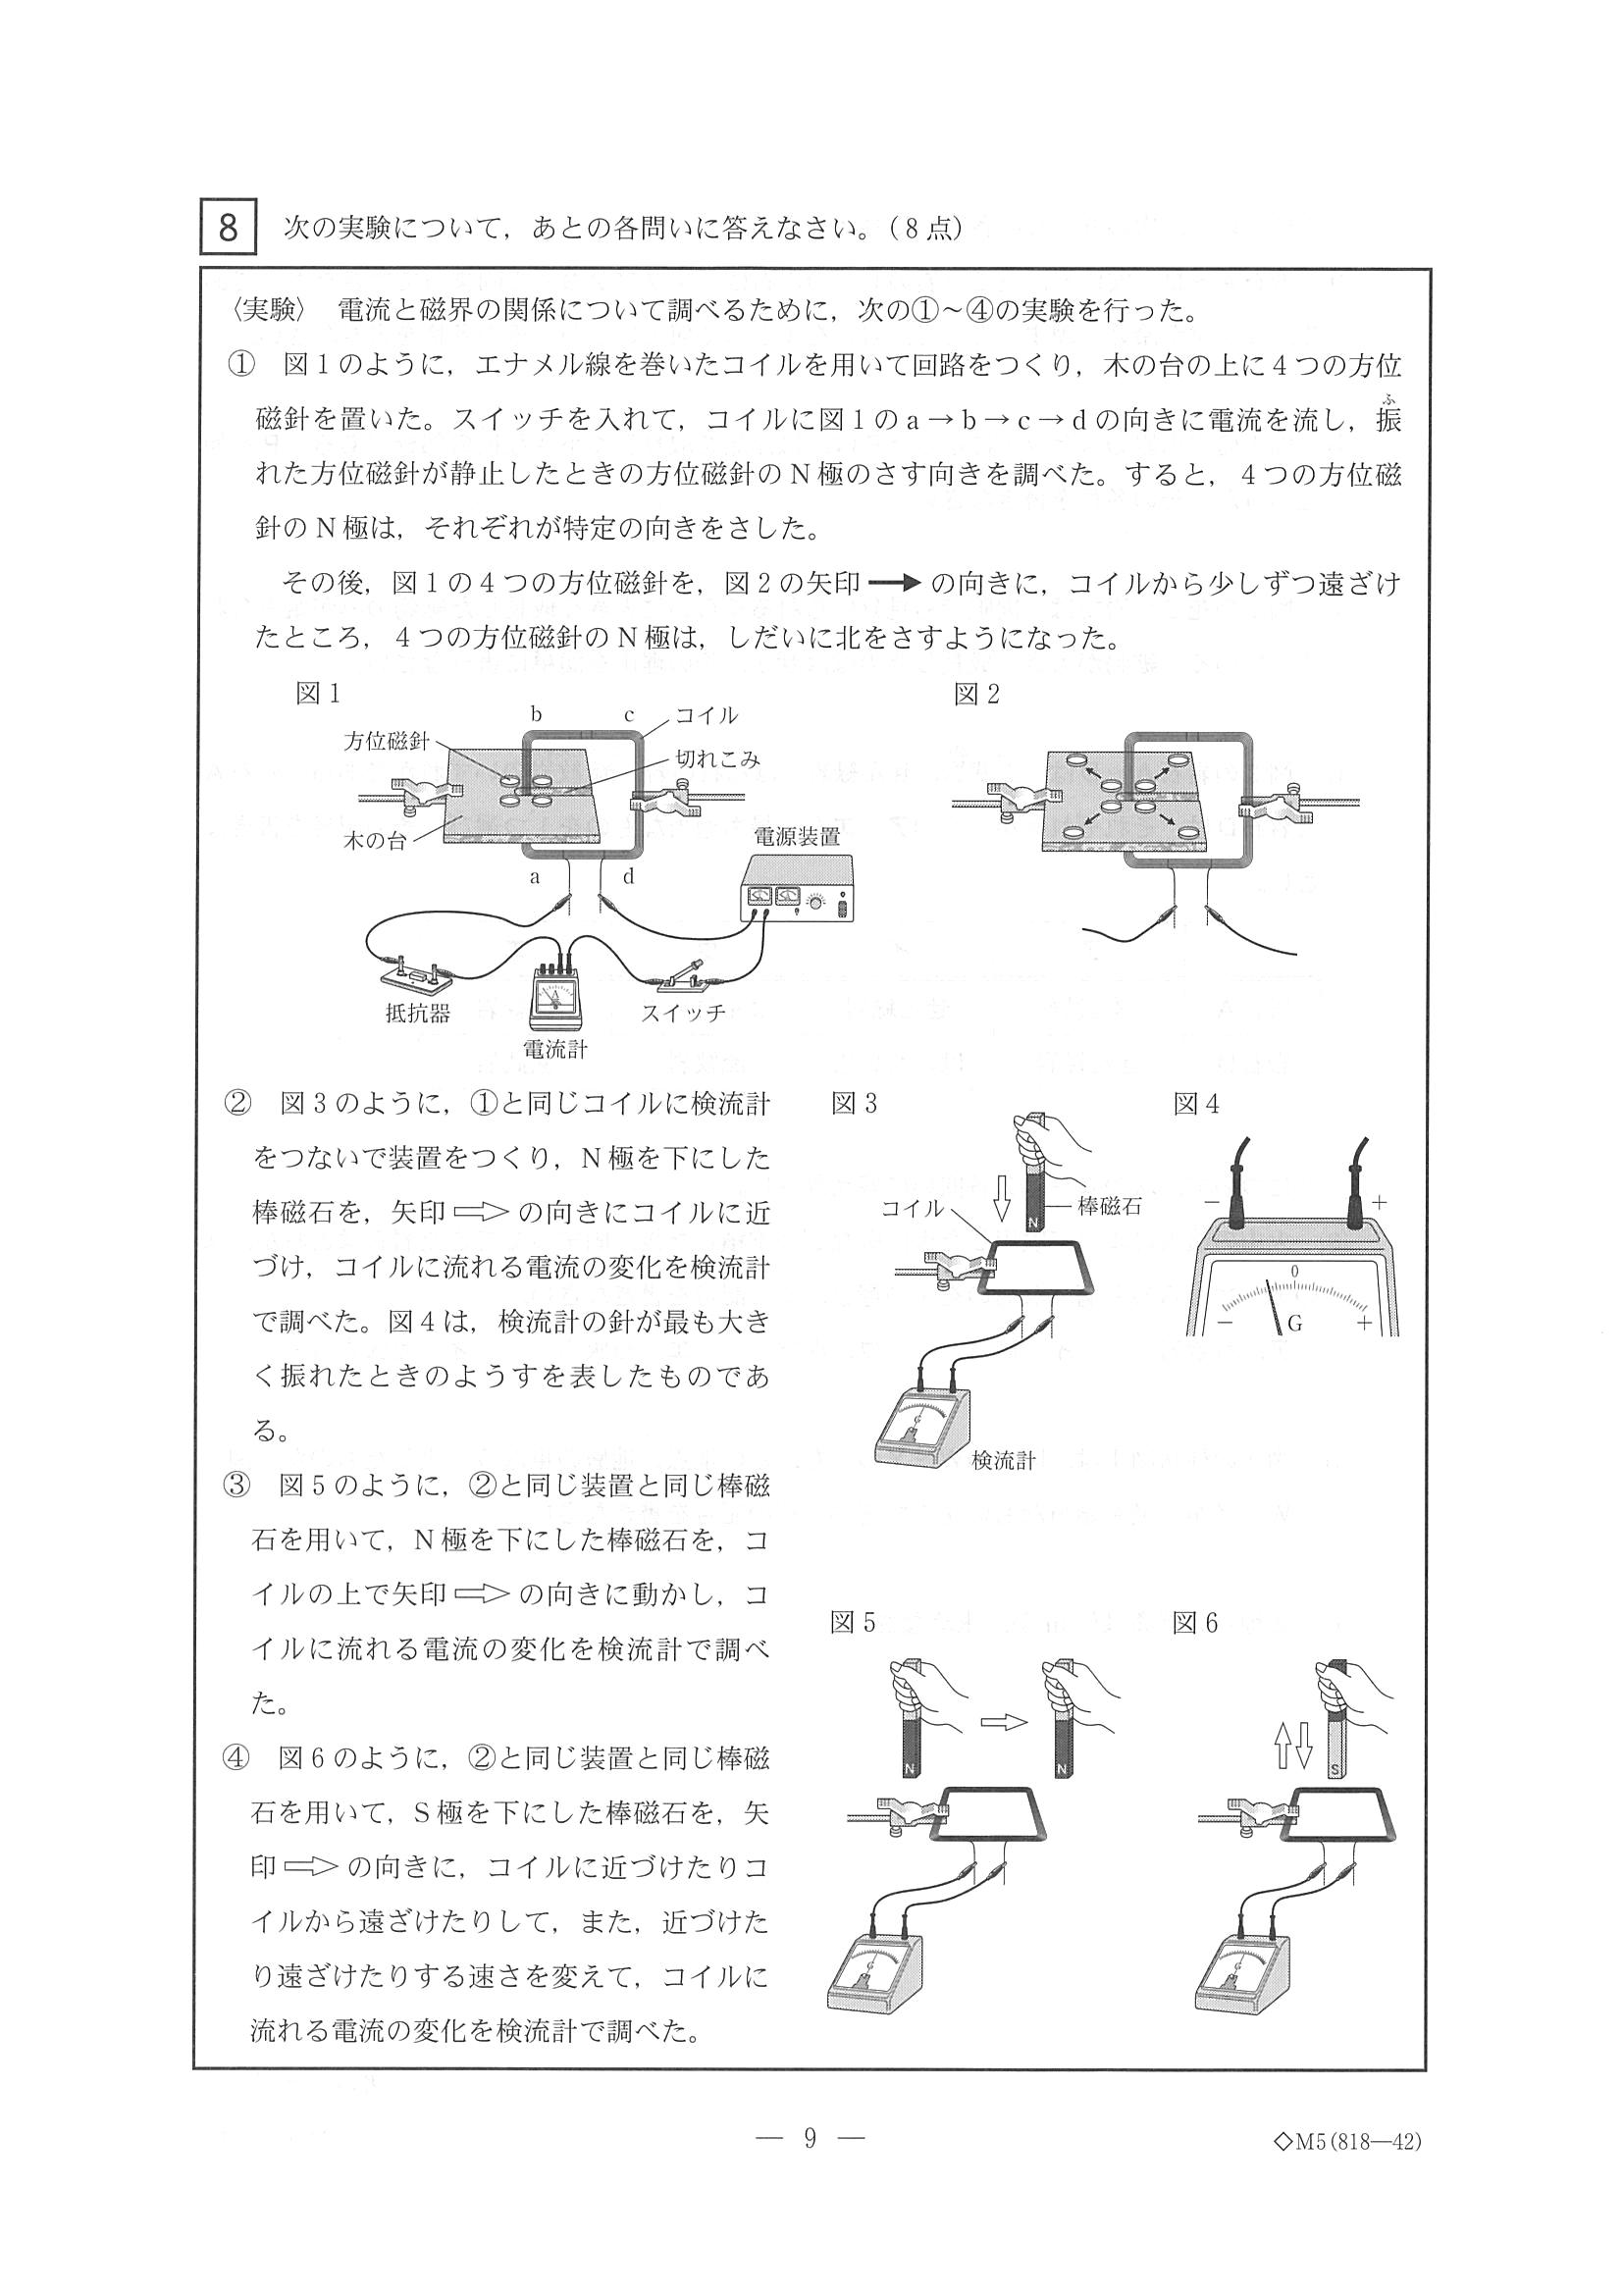 8 次の実験について，あとの各問いに答えなさい。（8点）
〈実験〉 電流と磁界の関係について調べるために，次の①～④の実験を行った。
① 図1のように，エナメル線を巻いたコイルを用いて回路をつくり，木の台の上に4つの方位
磁針を置いた。スイッチを入れて，コイルに図1のa→b→c→dの向きに電流を流し，振
ふ
れた方位磁針が静止したときの方位磁針のN極のさす向きを調べた。すると，4つの方位磁
針のN極は，それぞれが特定の向きをさした。
その後，図1の4つの方位磁針を，図2の矢印➡の向きに，コイルから少しずつ遠ざけ
たところ，4つの方位磁針のN極は，しだいに北をさすようになった。
図1
b
c
コイル
方位磁針
切れこみ
木の台
電源装置
a
d
抵抗器
A
スイッチ
電流計
図2
② 図3のように，①と同じコイルに検流計
をつないで装置をつくり，N極を下にした
棒磁石を，矢印⇨の向きにコイルに近
づけ，コイルに流れる電流の変化を検流計
で調べた。図4は，検流計の針が最も大き
く振れたときのようすを表したものであ
る。
図3
コイル
棒磁石
N
G
検流計
図4
−
+
0
−
G
+
③ 図5のように，②と同じ装置と同じ棒磁
石を用いて，N極を下にした棒磁石を，コ
イルの上で矢印⇨の向きに動かし，コ
イルに流れる電流の変化を検流計で調べ
た。
④ 図6のように，②と同じ装置と同じ棒磁
石を用いて，S極を下にした棒磁石を，矢
印⇨の向きに，コイルに近づけたりコ
イルから遠ざけたりして，また，近づけた
り遠ざけたりする速さを変えて，コイルに
流れる電流の変化を検流計で調べた。
図5
N
N
G
図6
S
G
— 9 —
◇M5(818—42)